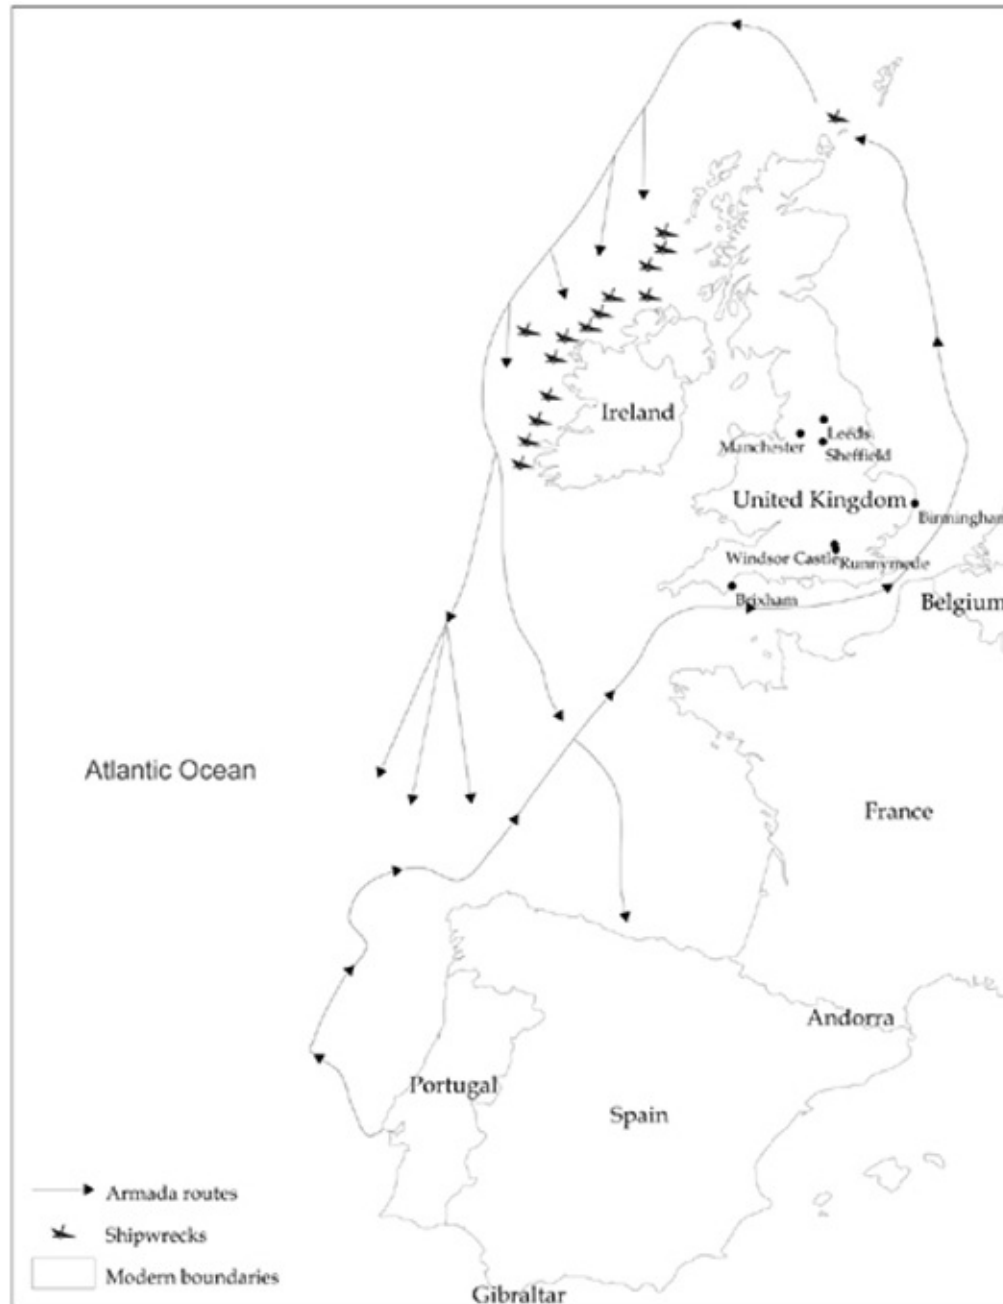 Ireland
Leeds
Manchester
Sheffield
United Kingdom
Birmingham
Windsor Castle
Runnymede
Brixham
Belgium
Atlantic Ocean
France
Andorra
Portugal
Spain
Armada routes
Shipwrecks
Modern boundaries
Gibraltar